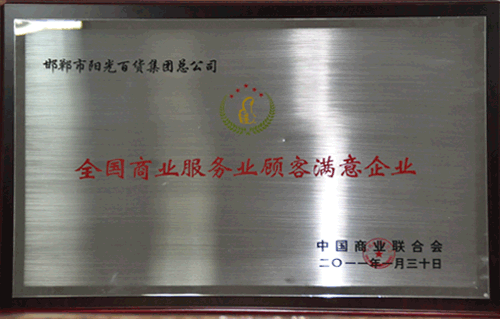 邯郸市阳光百货集团总公司
全国商业服务业顾客满意企业
中国商业联合会
二〇一一年一月三十日